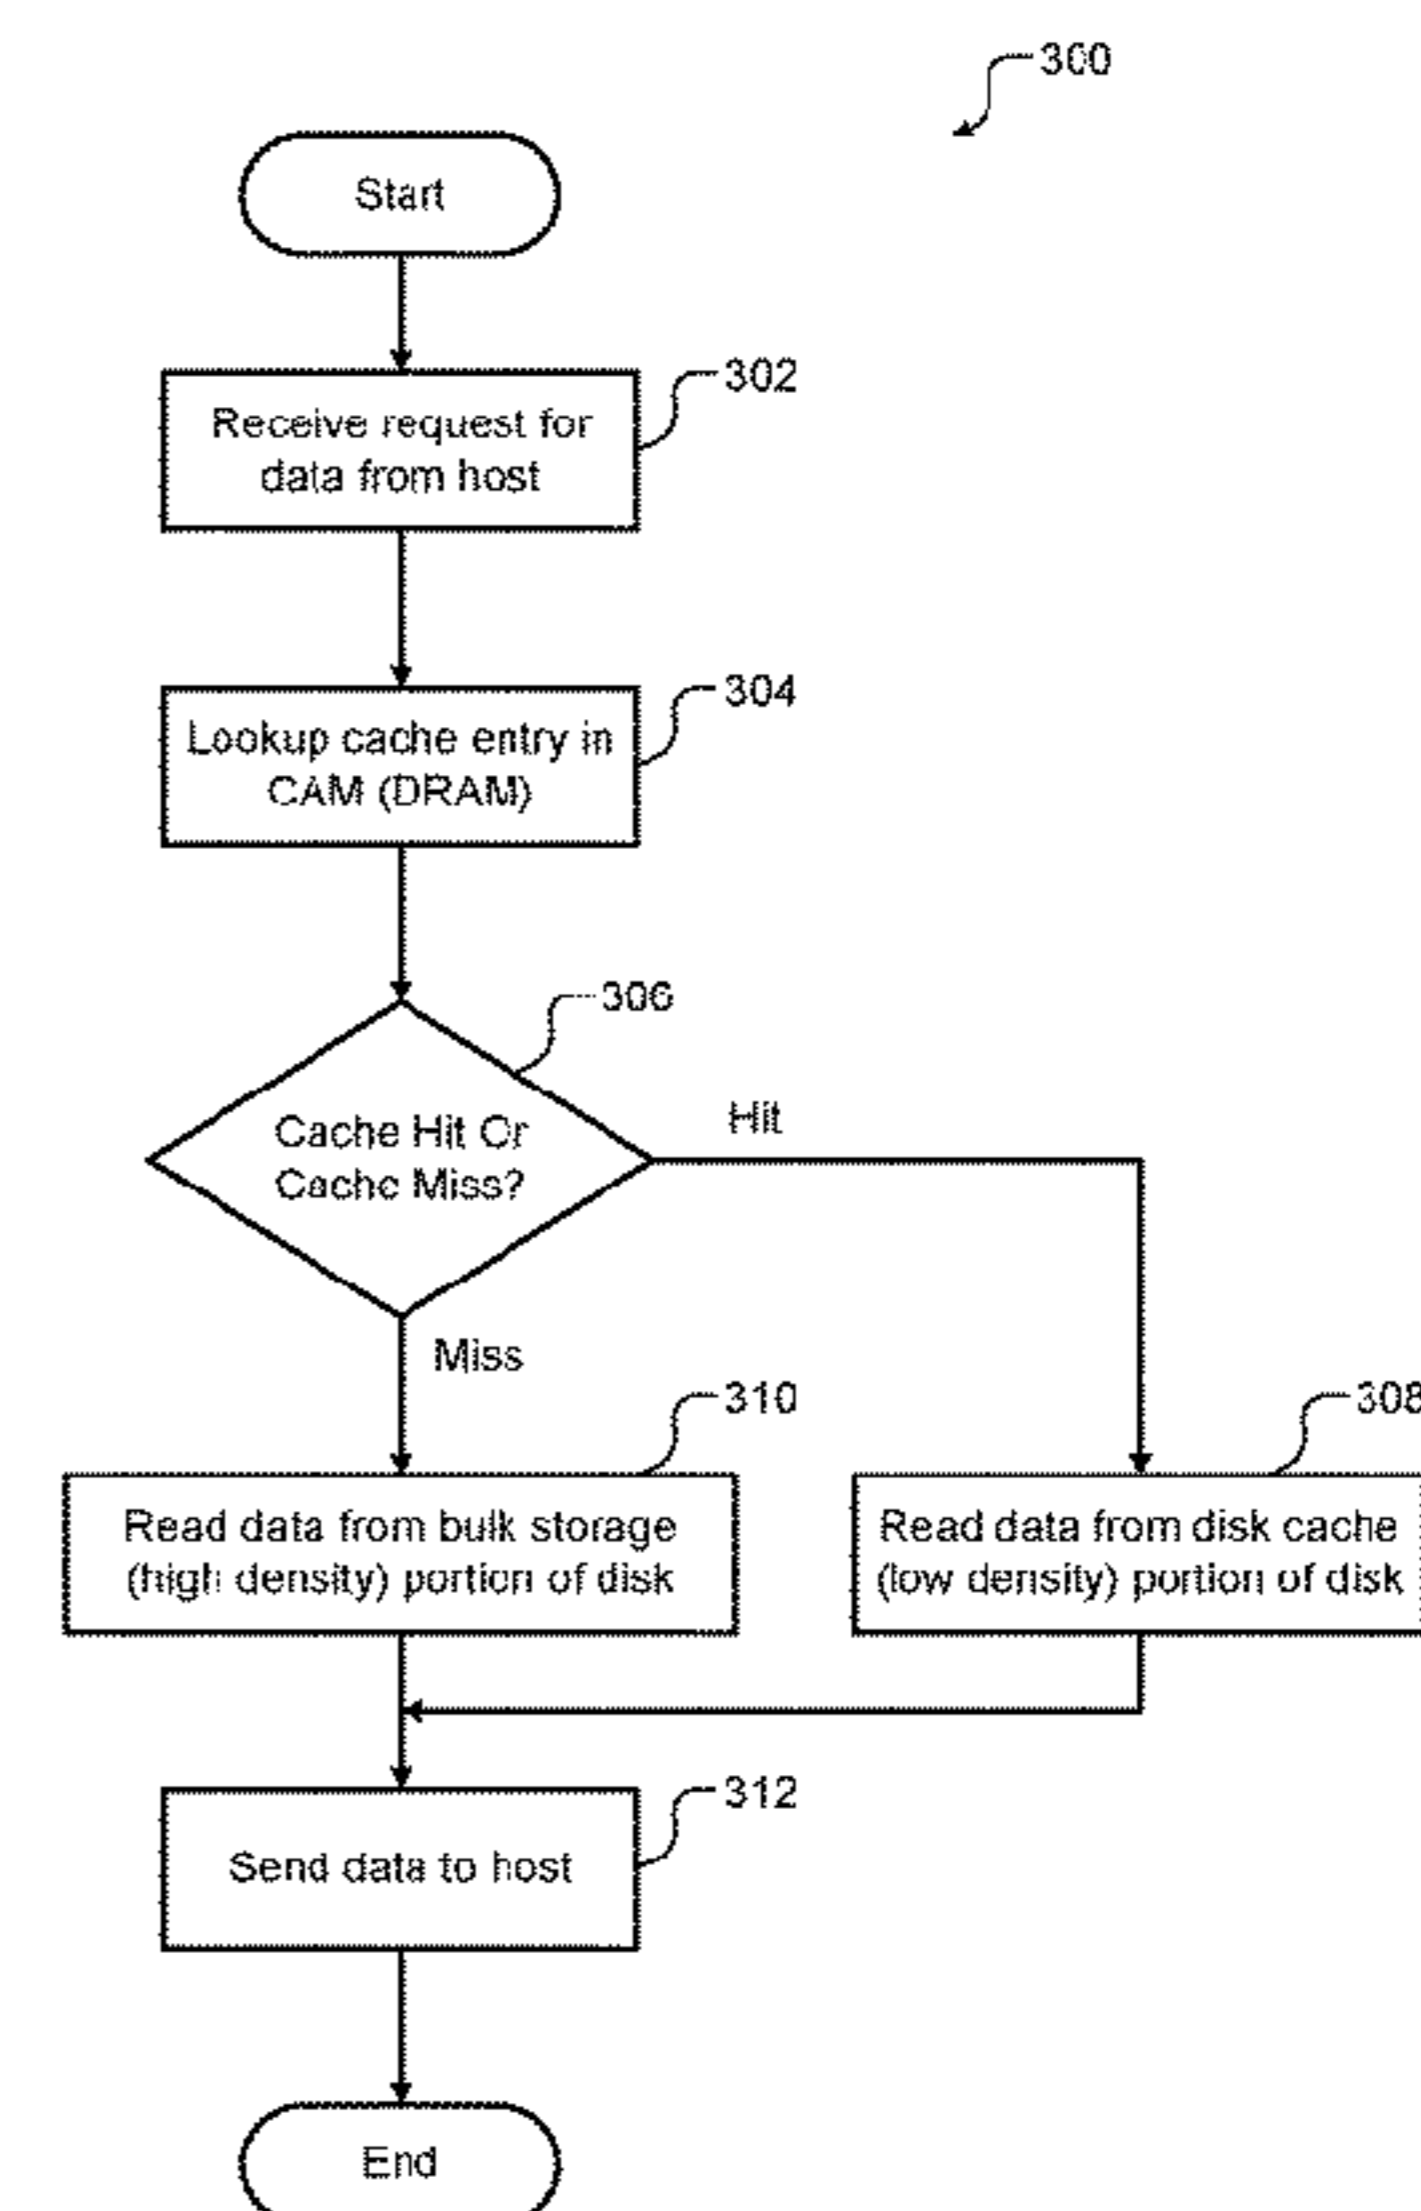 300
Start
302
Receive request for
data from host
304
Lookup cache entry in
CAM (DRAM)
306
Cache Hit Or
Cache Miss?
Hit
Miss
310
308
Read data from bulk storage
(high density) portion of disk
Read data from disk cache
(low density) portion of disk
312
Send data to host
End